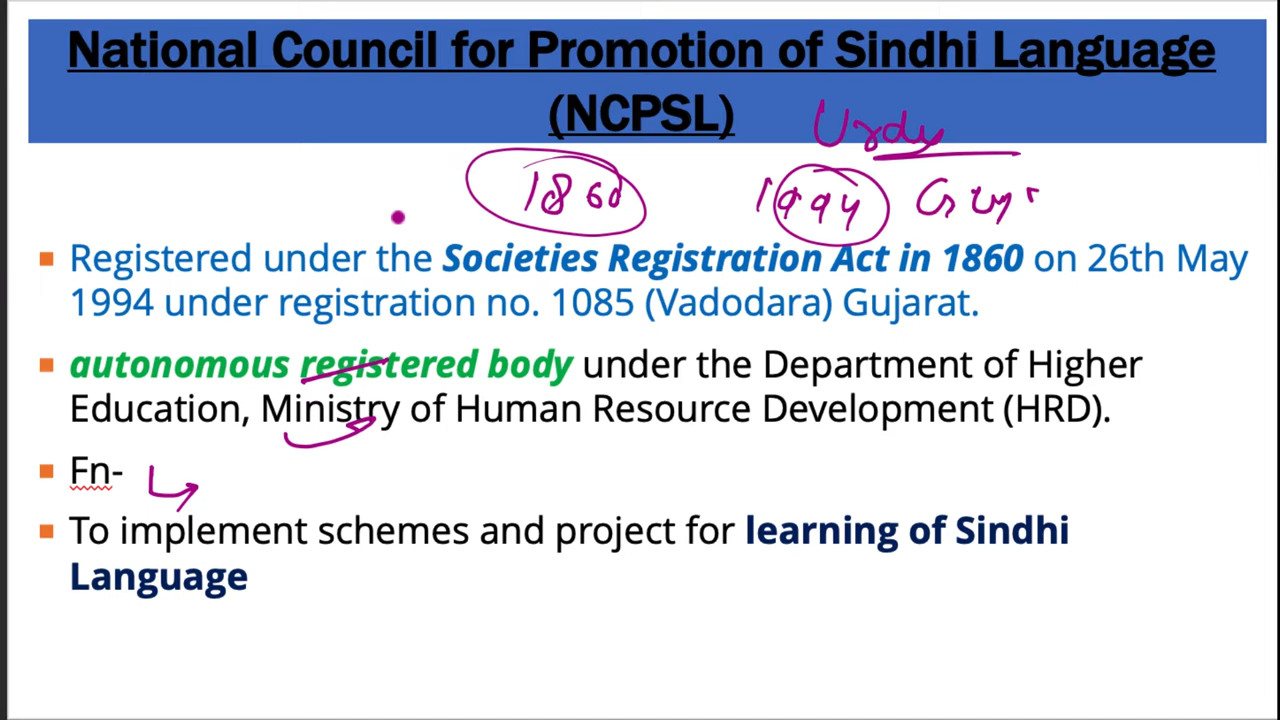 National Council for Promotion of Sindhi Language
(NCPSL)
Urdu
1860 1994 Guj
Registered under the Societies Registration Act in 1860 on 26th May
1994 under registration no. 1085 (Vadodara) Gujarat.
autonomous registered body under the Department of Higher
Education, Ministry of Human Resource Development (HRD).
Fn-
To implement schemes and project for learning of Sindhi
Language